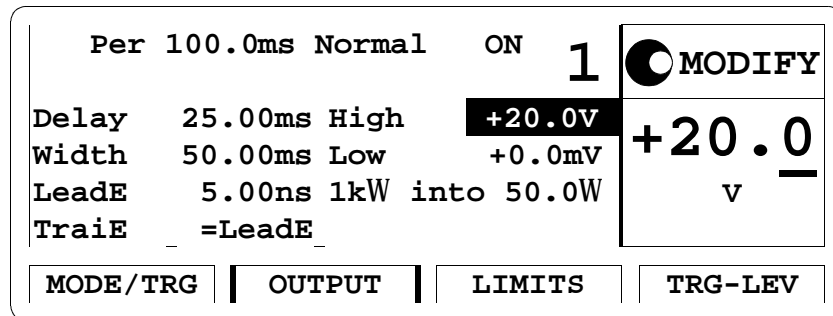 Per 100.0ms Normal ON 1
MODIFY
Delay 25.00ms High +20.0V
Width 50.00ms Low +0.0mV
LeadE 5.00ns 1kW into 50.0W
TraiE =LeadE
+20.0
V
MODE/TRG OUTPUT LIMITS TRG-LEV